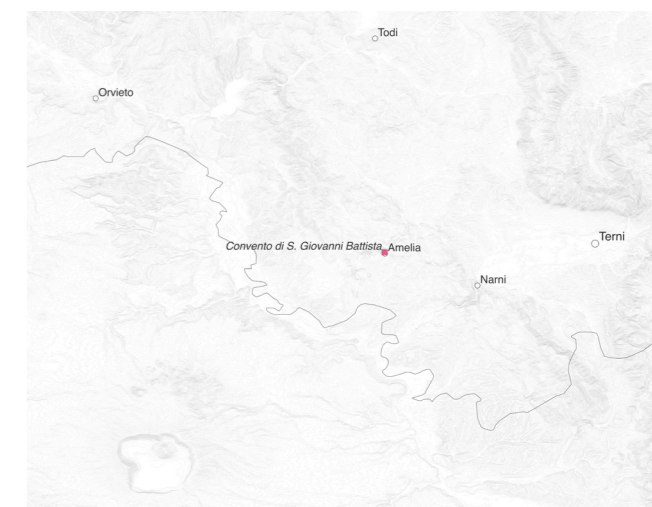 Todi
Orvieto
Terni
Convento di S. Giovanni Battista Amelia
Narni